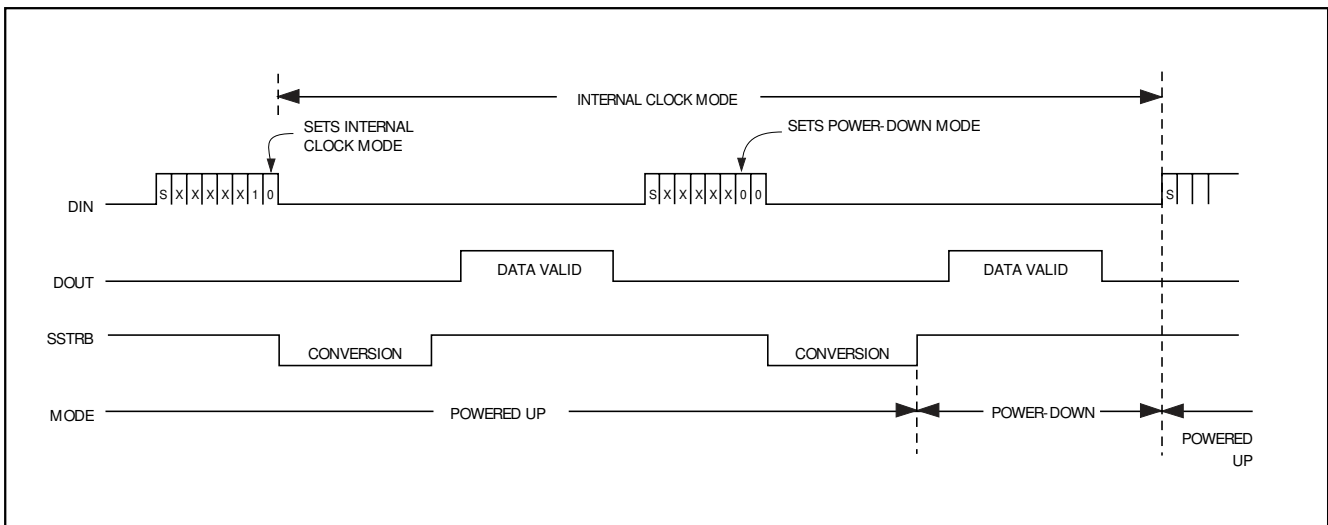 INTERNAL CLOCK MODE
SETS INTERNAL
CLOCK MODE
SETS POWER-DOWN MODE
DIN
S X X X X X 1 0
S X X X X X 0 0
S
DOUT
DATA VALID
DATA VALID
SSTRB
CONVERSION
CONVERSION
MODE
POWERED UP
POWER-DOWN
POWERED
UP